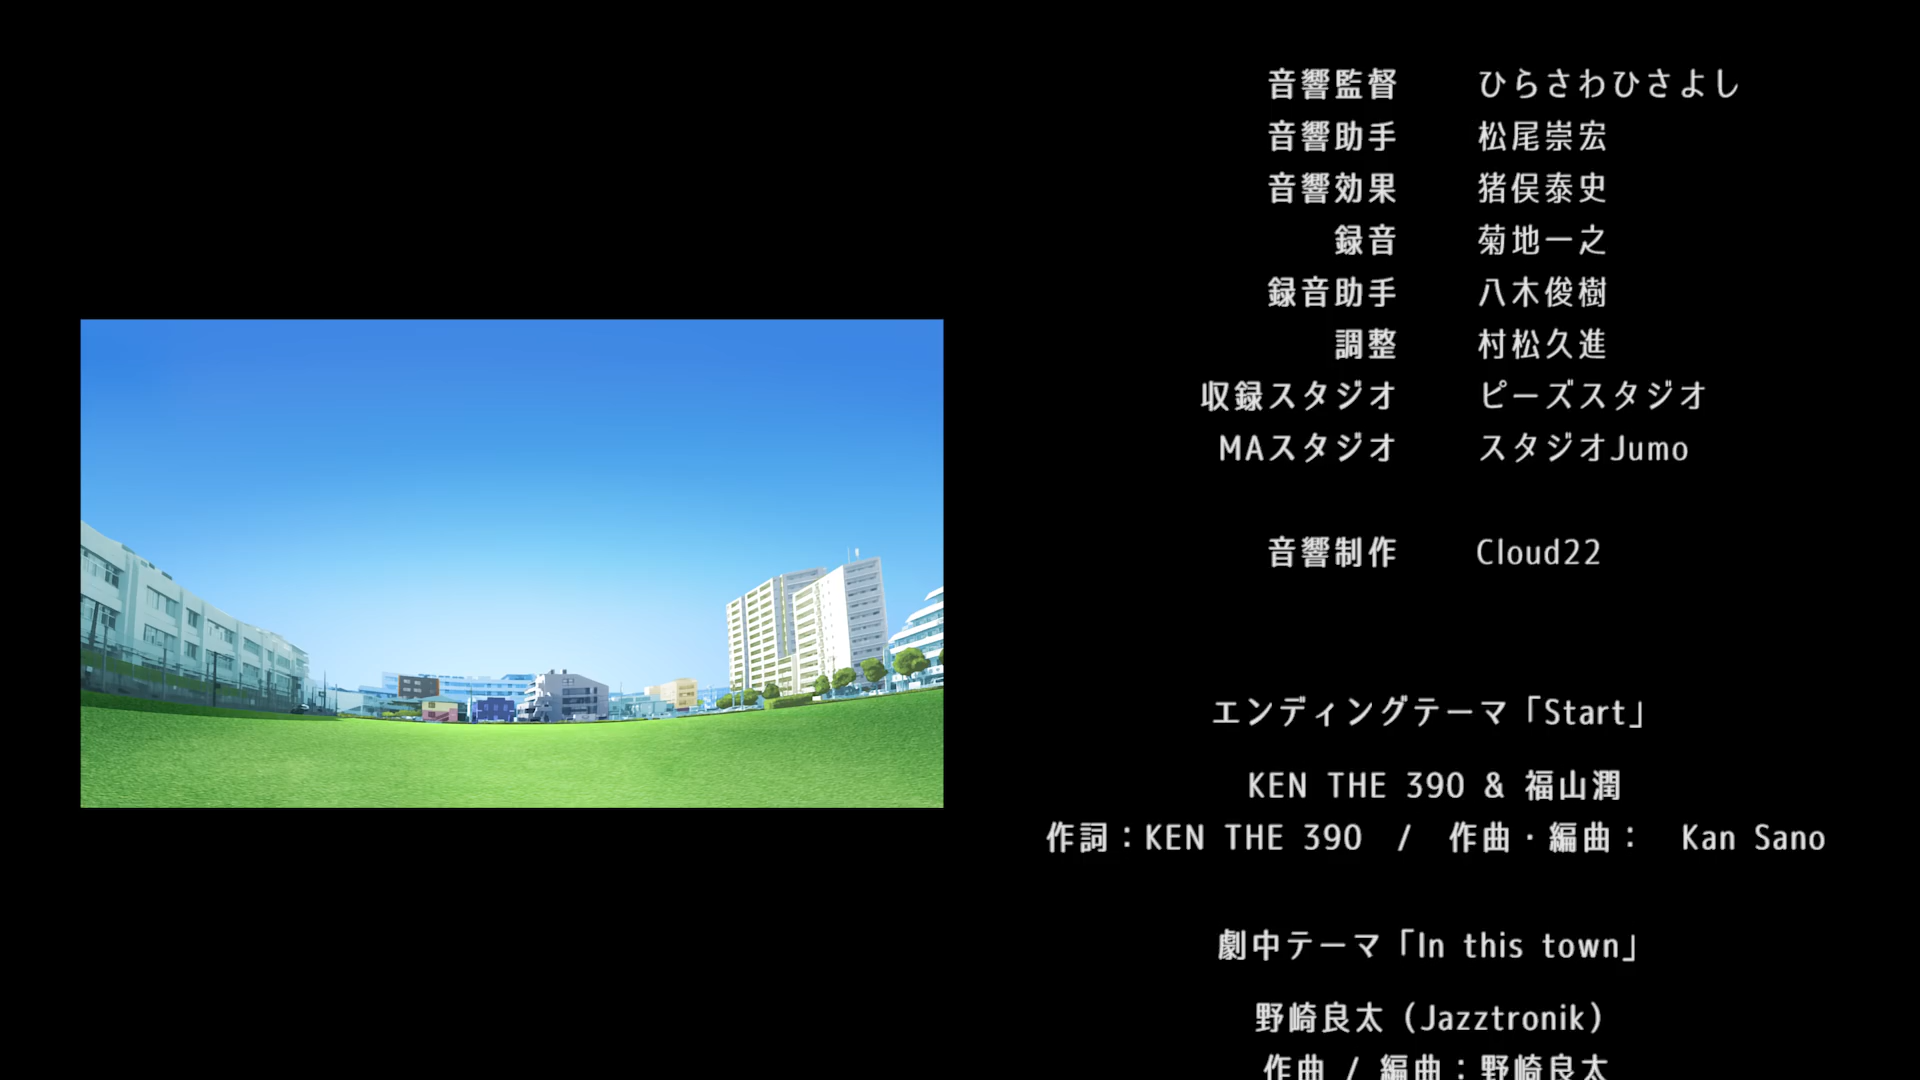 音響監督　ひらさわひさよし
音響助手　松尾崇宏
音響効果　猪俣泰史
録音　菊地一之
録音助手　八木俊樹
調整　村松久進
収録スタジオ　ピーズスタジオ
MAスタジオ　スタジオJumo
音響制作　Cloud22
エンディングテーマ「Start」
KEN THE 390 & 福山潤
作詞：KEN THE 390　/　作曲・編曲：　Kan Sano
劇中テーマ「In this town」
野崎良太（Jazztronik）
作曲 / 編曲：野崎良太